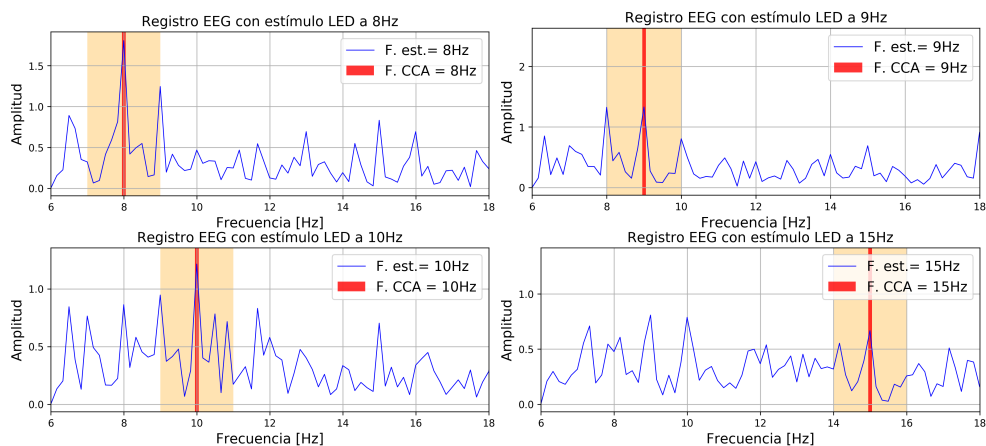 Registro EEG con estímulo LED a 8Hz
Amplitud
1.5
1.0
0.5
0.0
F. est.= 8Hz
F. CCA = 8Hz
6 8 10 12 14 16 18
Frecuencia [Hz]
Registro EEG con estímulo LED a 9Hz
Amplitud
2
1
0
F. est.= 9Hz
F. CCA = 9Hz
6 8 10 12 14 16 18
Frecuencia [Hz]
Registro EEG con estímulo LED a 10Hz
Amplitud
1.0
0.5
0.0
F. est.= 10Hz
F. CCA = 10Hz
6 8 10 12 14 16 18
Frecuencia [Hz]
Registro EEG con estímulo LED a 15Hz
Amplitud
1.0
0.5
0.0
F. est.= 15Hz
F. CCA = 15Hz
6 8 10 12 14 16 18
Frecuencia [Hz]